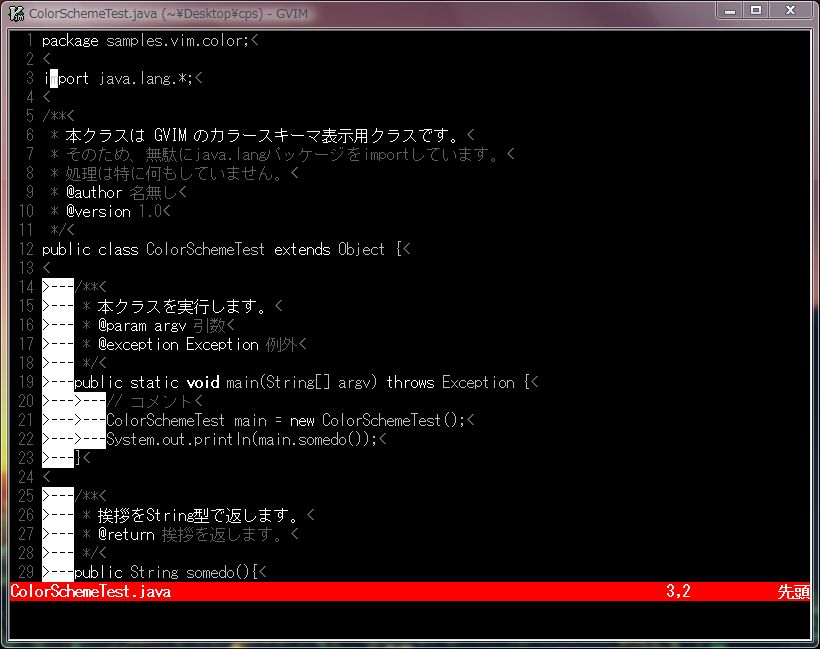 ColorSchemeTest.java (~¥Desktop¥cps) - GVIM
1 package samples.vim.color;<
2 <
3 import java.lang.*;<
4 <
5 /**<
6  * 本クラスは GVIM のカラースキーマ表示用クラスです。<
7  * そのため、無駄にjava.langパッケージをimportしています。<
8  * 処理は特に何もしていません。<
9  * @author 名無し<
10  * @version 1.0<
11  */<
12 public class ColorSchemeTest extends Object {<
13 <
14 >---/**<
15 >--- * 本クラスを実行します。<
16 >--- * @param argv 引数<
17 >--- * @exception Exception 例外<
18 >--- */<
19 >---public static void main(String[] argv) throws Exception {<
20 >--->---// コメント<
21 >--->---ColorSchemeTest main = new ColorSchemeTest();<
22 >--->---System.out.println(main.somedo());<
23 >---}<
24 <
25 >---/**<
26 >--- * 挨拶をString型で返します。<
27 >--- * @return 挨拶を返します。<
28 >--- */<
29 >---public String somedo(){<
ColorSchemeTest.java 3,2 先頭